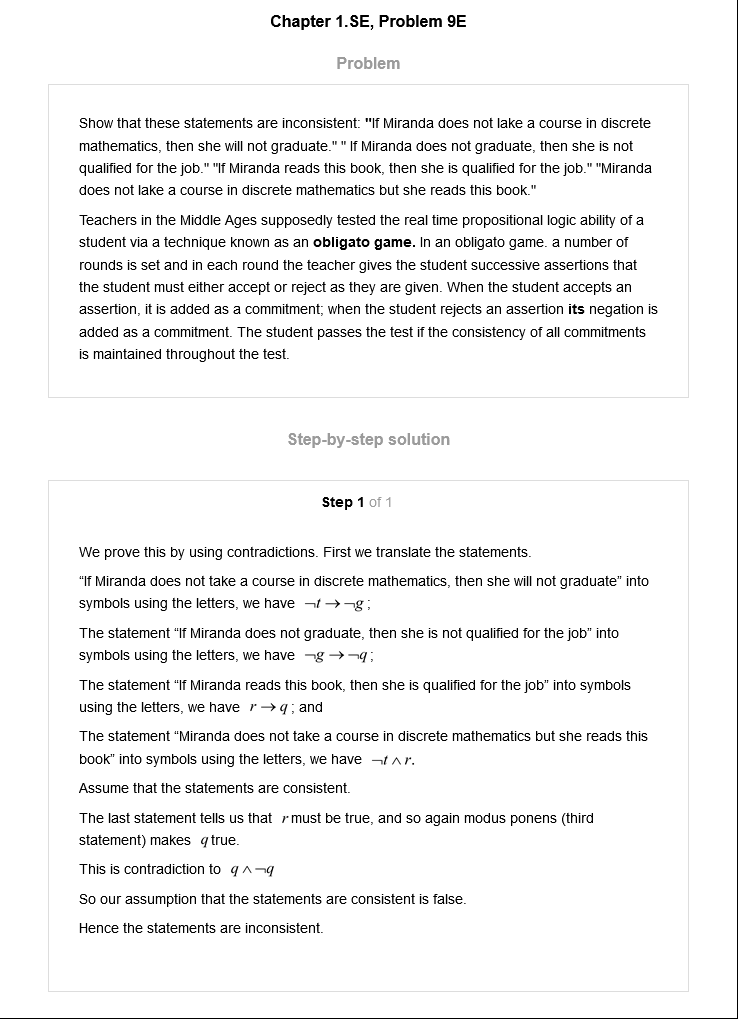 Chapter 1.SE, Problem 9E
Problem
Show that these statements are inconsistent: "If Miranda does not lake a course in discrete
mathematics, then she will not graduate." " If Miranda does not graduate, then she is not
qualified for the job." "If Miranda reads this book, then she is qualified for the job." "Miranda
does not lake a course in discrete mathematics but she reads this book."
Teachers in the Middle Ages supposedly tested the real time propositional logic ability of a
student via a technique known as an obligato game. In an obligato game. a number of
rounds is set and in each round the teacher gives the student successive assertions that
the student must either accept or reject as they are given. When the student accepts an
assertion, it is added as a commitment; when the student rejects an assertion its negation is
added as a commitment. The student passes the test if the consistency of all commitments
is maintained throughout the test.
Step-by-step solution
Step 1 of 1
We prove this by using contradictions. First we translate the statements.
“If Miranda does not take a course in discrete mathematics, then she will not graduate” into
symbols using the letters, we have ¬t → ¬g ;
The statement “If Miranda does not graduate, then she is not qualified for the job” into
symbols using the letters, we have ¬g → ¬q ;
The statement “If Miranda reads this book, then she is qualified for the job” into symbols
using the letters, we have r → q ; and
The statement “Miranda does not take a course in discrete mathematics but she reads this
book” into symbols using the letters, we have ¬t ∧ r.
Assume that the statements are consistent.
The last statement tells us that r must be true, and so again modus ponens (third
statement) makes q true.
This is contradiction to q ∧ ¬q
So our assumption that the statements are consistent is false.
Hence the statements are inconsistent.